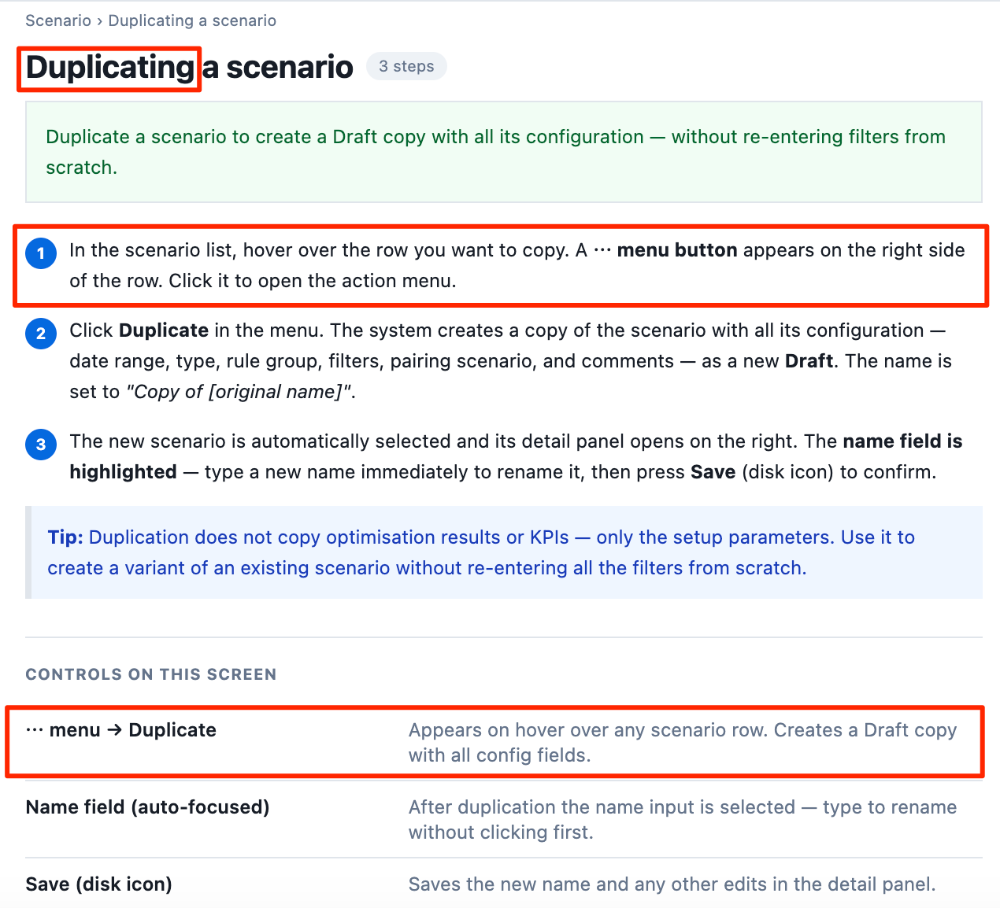 Scenario › Duplicating a scenario
Duplicating a scenario 3 steps
Duplicate a scenario to create a Draft copy with all its configuration — without re-entering filters from
scratch.
1 In the scenario list, hover over the row you want to copy. A ··· menu button appears on the right side
of the row. Click it to open the action menu.
2 Click Duplicate in the menu. The system creates a copy of the scenario with all its configuration —
date range, type, rule group, filters, pairing scenario, and comments — as a new Draft. The name is
set to "Copy of [original name]".
3 The new scenario is automatically selected and its detail panel opens on the right. The name field is
highlighted — type a new name immediately to rename it, then press Save (disk icon) to confirm.
Tip: Duplication does not copy optimisation results or KPIs — only the setup parameters. Use it to
create a variant of an existing scenario without re-entering all the filters from scratch.
CONTROLS ON THIS SCREEN
··· menu → Duplicate
Appears on hover over any scenario row. Creates a Draft copy
with all config fields.
Name field (auto-focused)
After duplication the name input is selected — type to rename
without clicking first.
Save (disk icon)
Saves the new name and any other edits in the detail panel.